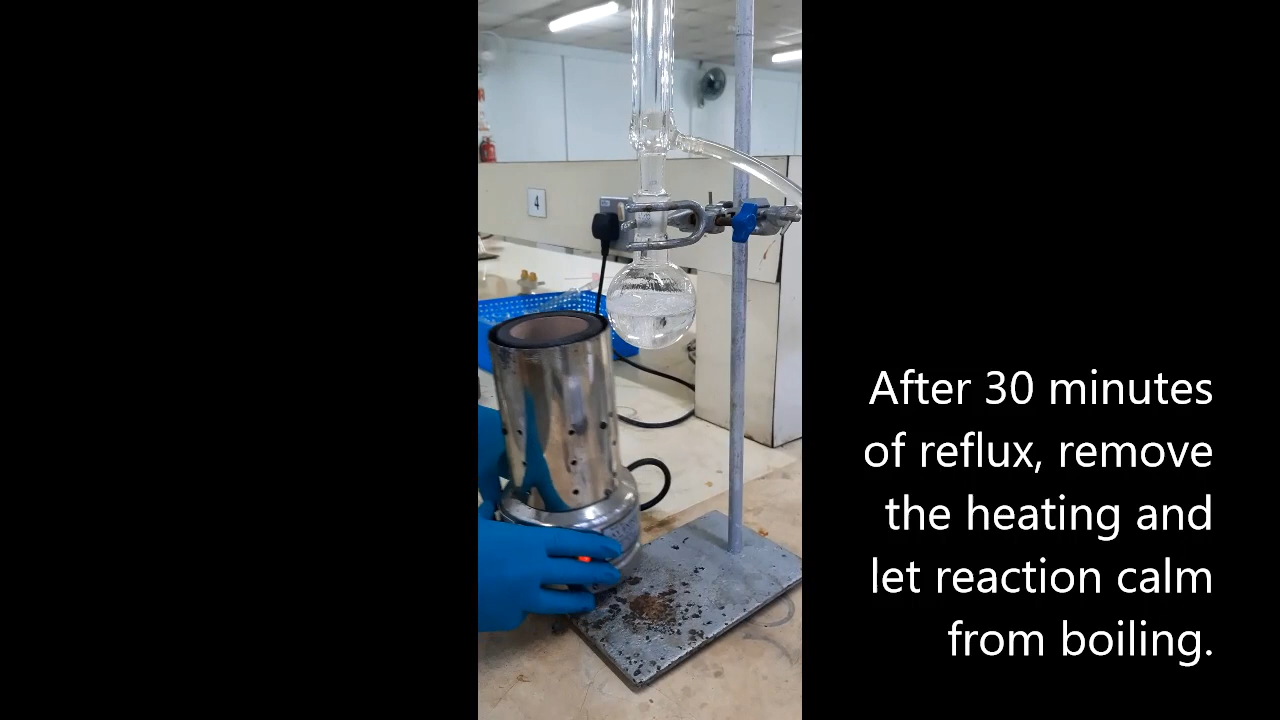 4
After 30 minutes
of reflux, remove
the heating and
let reaction calm
from boiling.